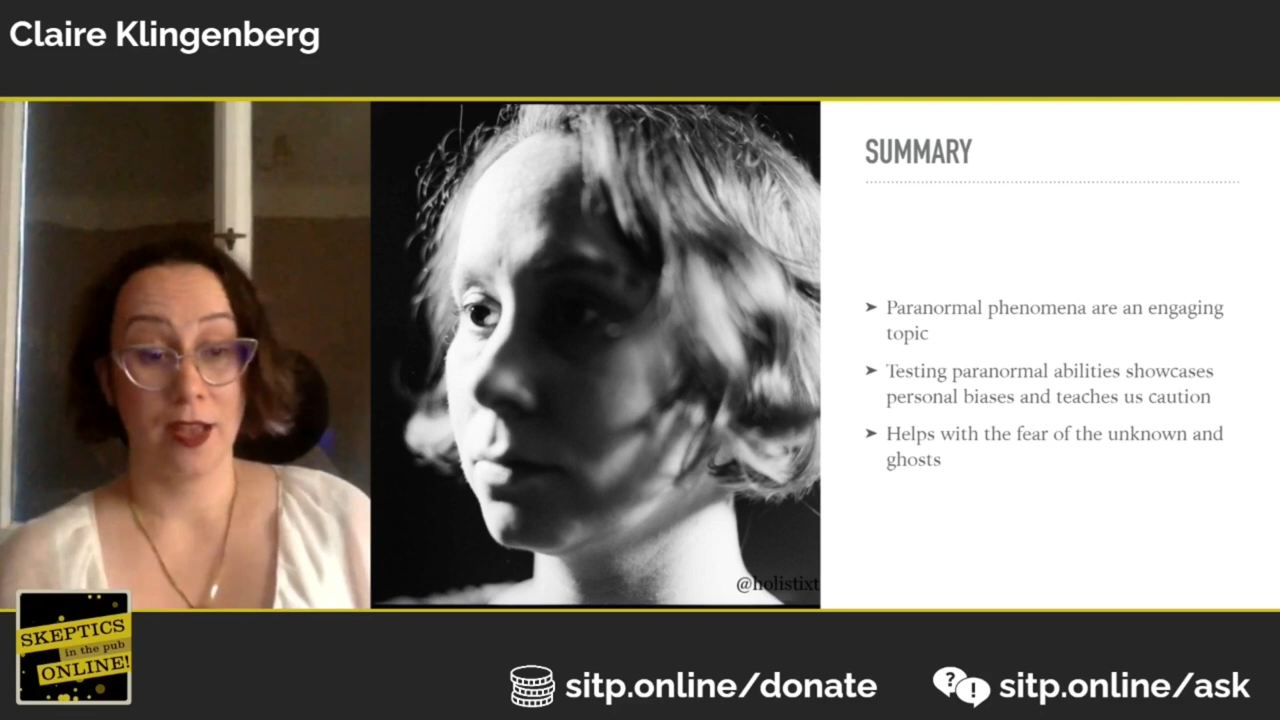 Claire Klingenberg
SUMMARY
➤ Paranormal phenomena are an engaging
topic
➤ Testing paranormal abilities showcases
personal biases and teaches us caution
➤ Helps with the fear of the unknown and
ghosts
@holistixt
SKEPTICS
in the pub
ONLINE!
sitp.online/donate
sitp.online/ask